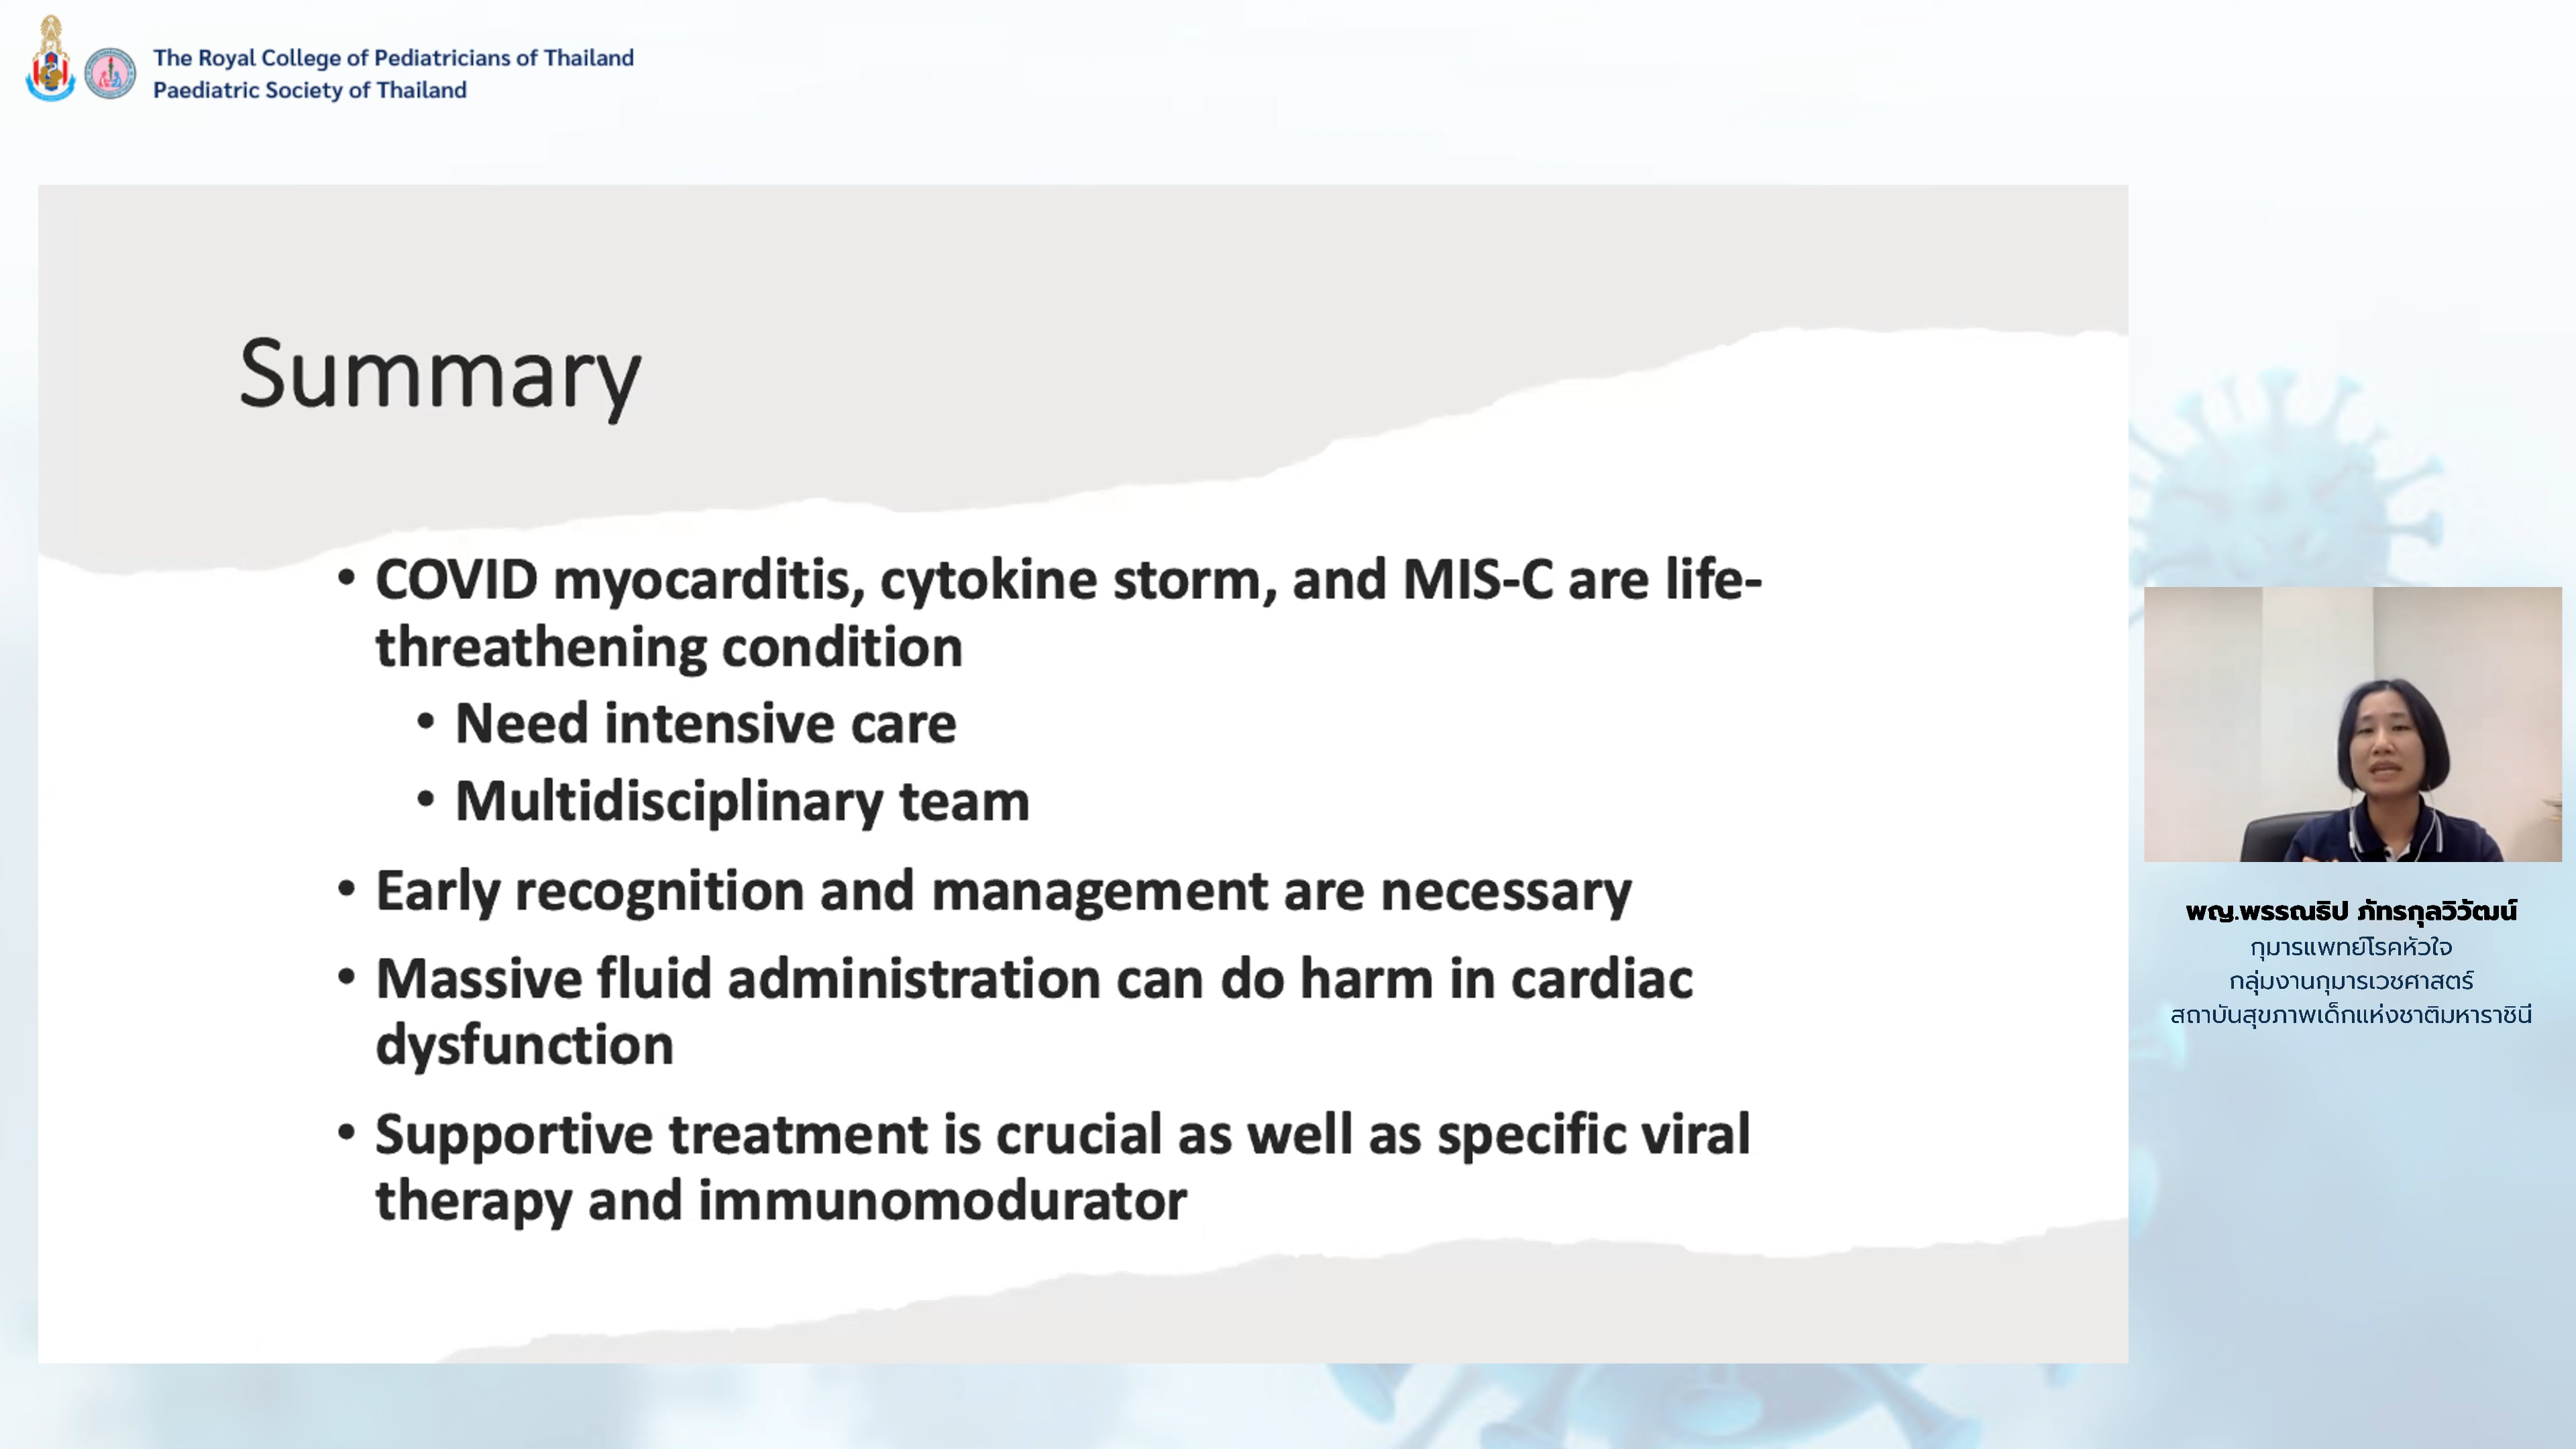 The Royal College of Pediatricians of Thailand
Paediatric Society of Thailand
Summary
• COVID myocarditis, cytokine storm, and MIS-C are life-
threathening condition
• Need intensive care
• Multidisciplinary team
• Early recognition and management are necessary
• Massive fluid administration can do harm in cardiac
dysfunction
• Supportive treatment is crucial as well as specific viral
therapy and immunomodurator
พญ.พรรณธิป ภัทรกุลวิวัฒน์
กุมารแพทย์โรคหัวใจ
กลุ่มงานกุมารเวชศาสตร์
สถาบันสุขภาพเด็กแห่งชาติมหาราชินี